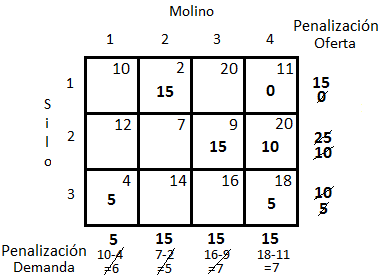 Molino
Penalización
Oferta
1 2 3 4
1 10 2 20 11 15
15 0 0
Silo
2 12 7 9 20 25
15 10 10
3 4 14 16 18 10
5 5 5
5 15 15 15
Penalización 10-4 7-2 16-9 18-11
Demanda =6 =5 =7 =7